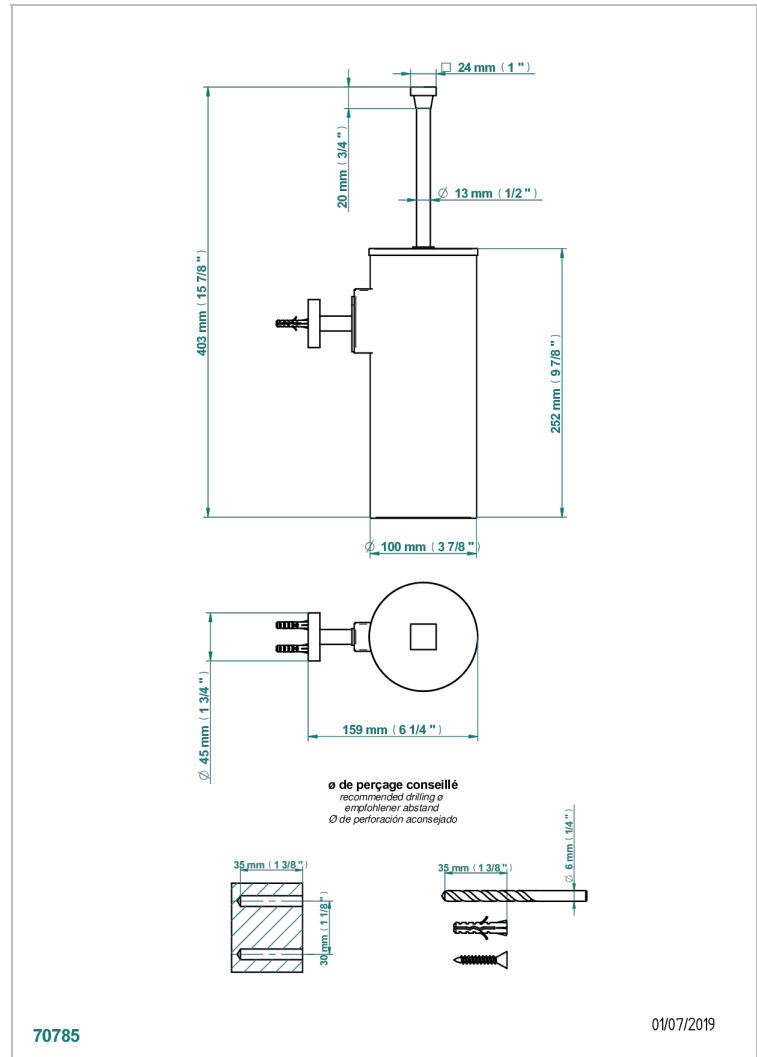 □ 24 mm ( 1 " )
20 mm ( 3/4 " )
Ø 13 mm ( 1/2 " )
403 mm ( 15 7/8 " )
252 mm ( 9 7/8 " )
Ø 100 mm ( 3 7/8 " )
Ø 45 mm ( 1 3/4 " )
159 mm ( 6 1/4 " )
ø de perçage conseillé
recommended drilling ø
empfohlener abstand
Ø de perforación aconsejado
35 mm ( 1 3/8" )
30 mm ( 1 1/8" )
35 mm ( 1 3/8" )
Ø 6 mm ( 1/4 " )
70785
01/07/2019